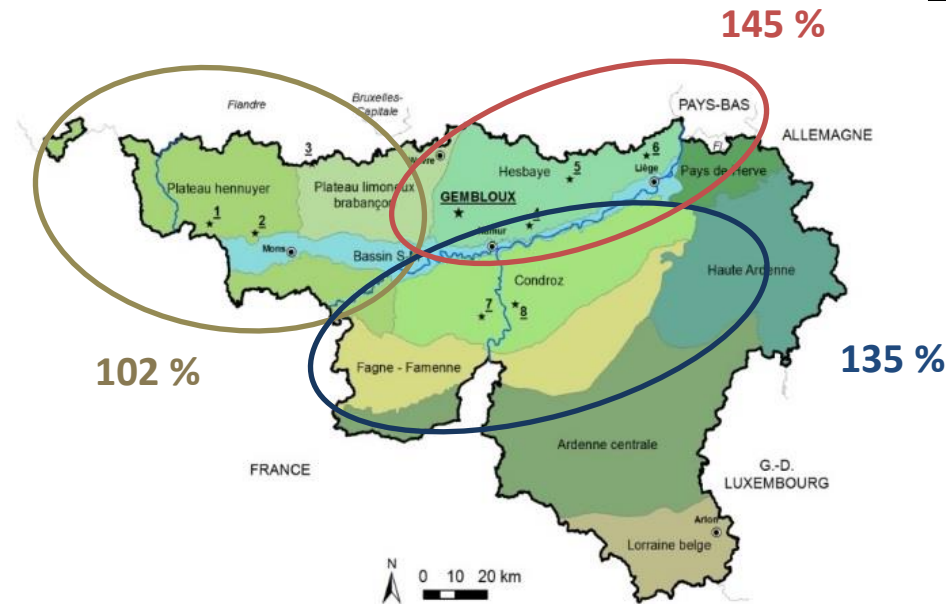 145 %
Flandre
Bruxelles-
Capitale
PAYS-BAS
ALLEMAGNE
3
6
5
Liège
Pays de Herve
Hesbaye
Plateau hennuyer
Plateau limoneux
brabançon
GEMBLOUX
1
2
4
Mons
Bassin S
Haute Ardenne
Condroz
7
8
102 %
135 %
Fagne - Famenne
Ardenne centrale
FRANCE
G.-D.
LUXEMBOURG
Arlon
Lorraine belge
N
0 10 20 km